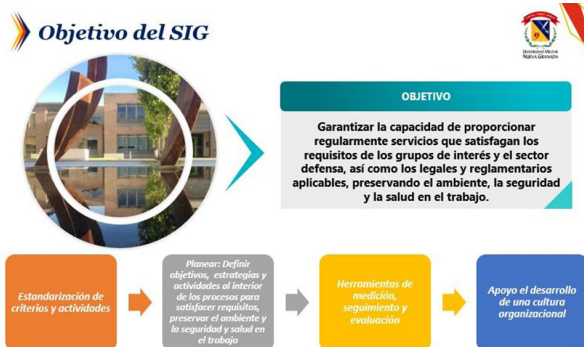 Objetivo del SIG
UNIVERSIDAD MILITAR
NUEVA GRANADA
OBJETIVO
Garantizar la capacidad de proporcionar
regularmente servicios que satisfagan los
requisitos de los grupos de interés y el sector
defensa, así como los legales y reglamentarios
aplicables, preservando el ambiente, la seguridad
y la salud en el trabajo.
Estandarización de
criterios y actividades
Planear: Definir
objetivos, estrategias y
actividades al interior
de los procesos para
satisfacer requisitos,
preservar el ambiente y
la seguridad y salud en
el trabajo
Herramientas de
medición,
seguimiento y
evaluación
Apoyo el desarrollo
de una cultura
organizacional